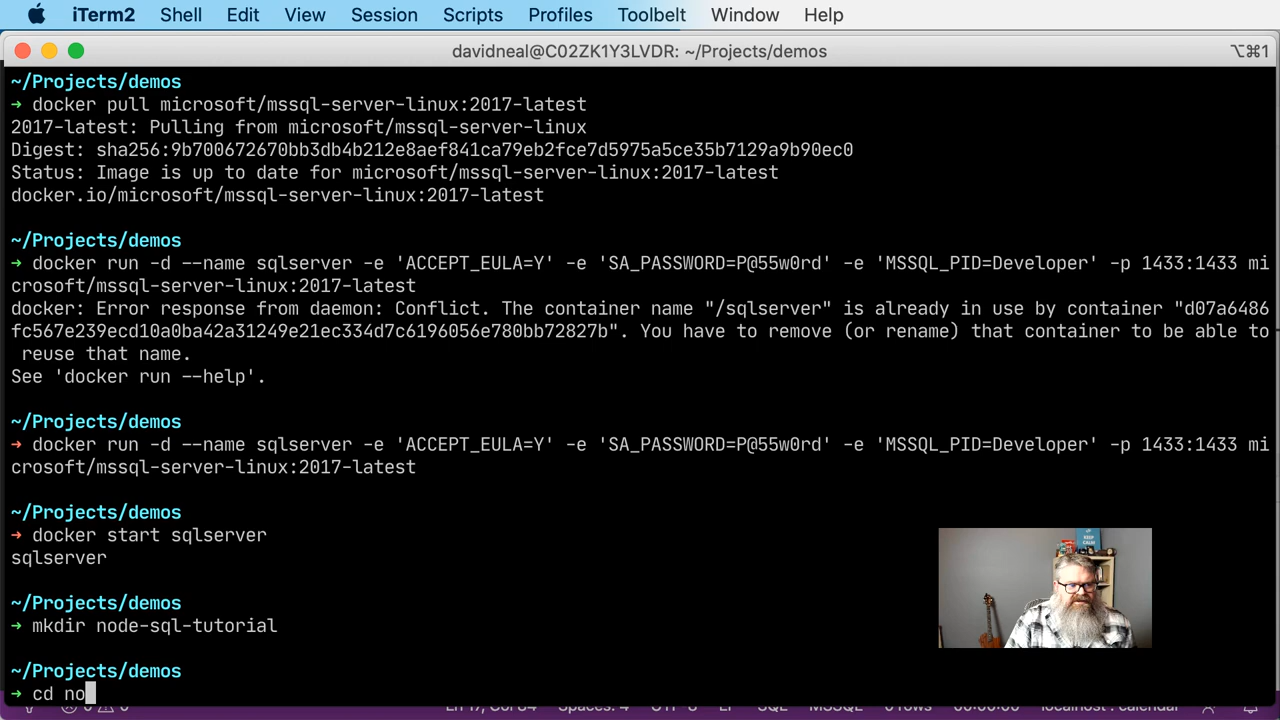 iTerm2 Shell Edit View Session Scripts Profiles Toolbelt Window Help
davidneal@C02ZK1Y3LVDR: ~/Projects/demos ⌥⌘1
~/Projects/demos
➜ docker pull microsoft/mssql-server-linux:2017-latest
2017-latest: Pulling from microsoft/mssql-server-linux
Digest: sha256:9b700672670bb3db4b212e8aef841ca79eb2fce7d5975a5ce35b7129a9b90ec0
Status: Image is up to date for microsoft/mssql-server-linux:2017-latest
docker.io/microsoft/mssql-server-linux:2017-latest
~/Projects/demos
➜ docker run -d --name sqlserver -e 'ACCEPT_EULA=Y' -e 'SA_PASSWORD=P@55w0rd' -e 'MSSQL_PID=Developer' -p 1433:1433 mi
crosoft/mssql-server-linux:2017-latest
docker: Error response from daemon: Conflict. The container name "/sqlserver" is already in use by container "d07a6486
fc567e239ecd10a0ba42a31249e21ec334d7c6196056e780bb72827b". You have to remove (or rename) that container to be able to
 reuse that name.
See 'docker run --help'.
~/Projects/demos
➜ docker run -d --name sqlserver -e 'ACCEPT_EULA=Y' -e 'SA_PASSWORD=P@55w0rd' -e 'MSSQL_PID=Developer' -p 1433:1433 mi
crosoft/mssql-server-linux:2017-latest
~/Projects/demos
➜ docker start sqlserver
sqlserver
~/Projects/demos
➜ mkdir node-sql-tutorial
~/Projects/demos
➜ cd no
KEEP CALM